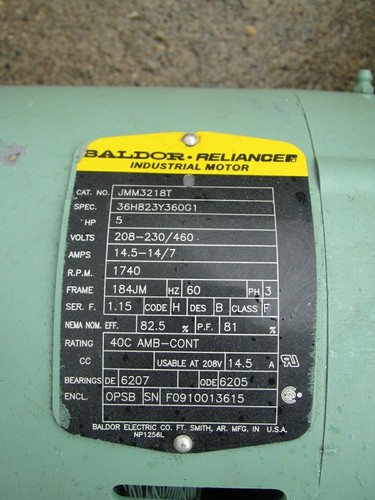 BALDOR • RELIANCE
INDUSTRIAL MOTOR
CAT. NO. JMM3218T
SPEC. 36H823Y360G1
HP 5
VOLTS 208-230/460
AMPS 14.5-14/7
R.P.M. 1740
FRAME 184JM HZ 60 PH 3
SER. F. 1.15 CODE H DES B CLASS F
NEMA NOM. EFF. 82.5 % P.F. 81 %
RATING 40C AMB-CONT
CC USABLE AT 208V 14.5 A
BEARINGS DE 6207 ODE 6205
ENCL. OPSB SN F0910013615
BALDOR ELECTRIC CO. FT. SMITH, AR. MFG. IN U.S.A.
NP1256L